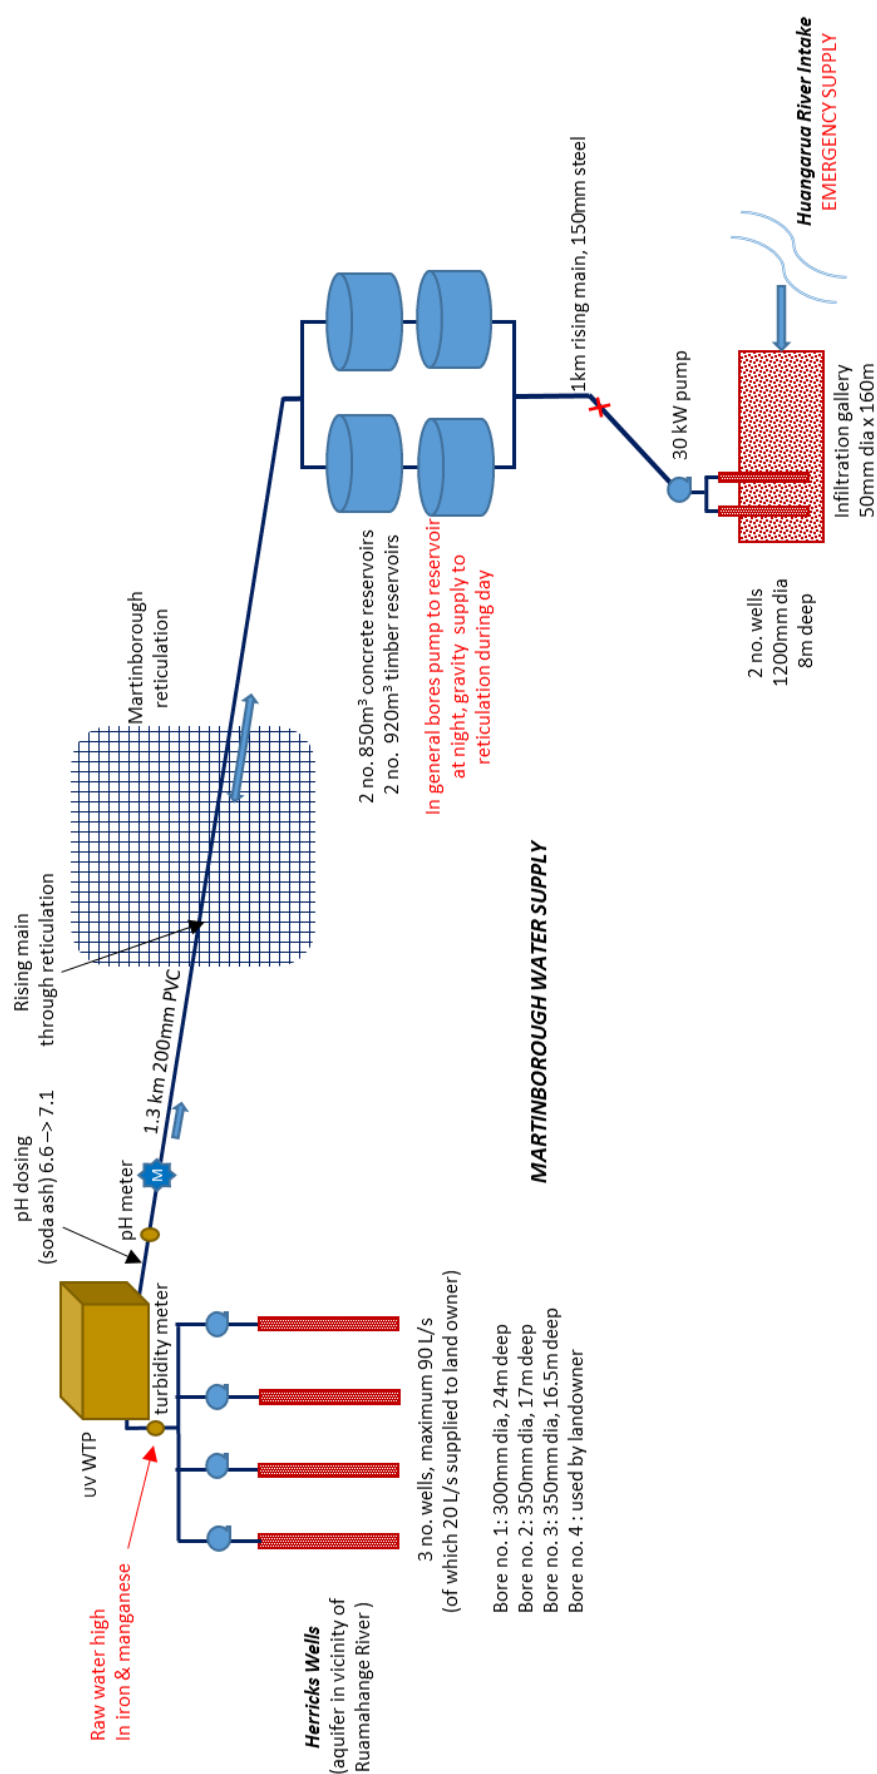 Raw water high
In iron & manganese
UV WTP
turbidity meter
pH dosing
(soda ash) 6.6 –> 7.1
pH meter
M
1.3 km 200mm PVC
Rising main
through reticulation
Martinborough
reticulation
Herricks Wells
(aquifer in vicinity of
Ruamahange River )
3 no. wells, maximum 90 L/s
(of which 20 L/s supplied to land owner)
Bore no. 1: 300mm dia, 24m deep
Bore no. 2: 350mm dia, 17m deep
Bore no. 3: 350mm dia, 16.5m deep
Bore no. 4 : used by landowner
2 no. 850m³ concrete reservoirs
2 no. 920m³ timber reservoirs
In general bores pump to reservoir
at night, gravity supply to
reticulation during day
MARTINBOROUGH WATER SUPPLY
1km rising main, 150mm steel
30 kW pump
2 no. wells
1200mm dia
8m deep
Infiltration gallery
50mm dia x 160m
Huangarua River Intake
EMERGENCY SUPPLY